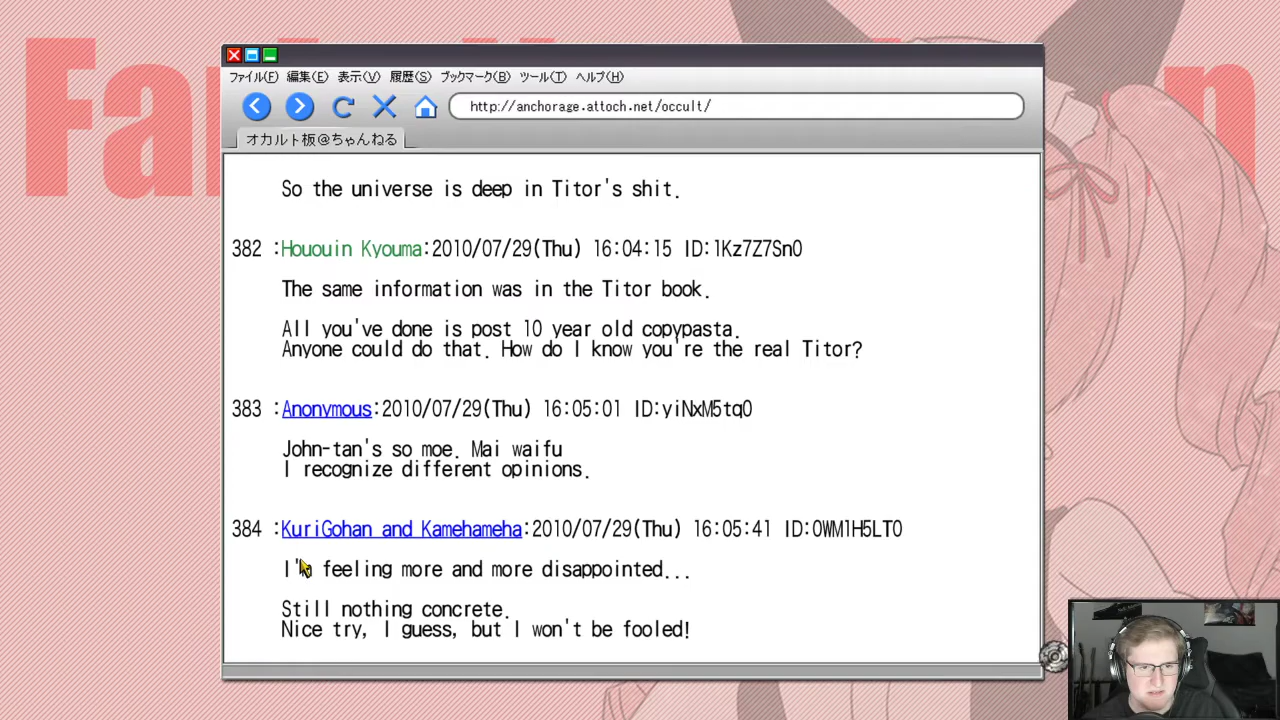 ファイル(F) 編集(E) 表示(V) 履歴(S) ブックマーク(B) ツール(T) ヘルプ(H)
http://anchorage.attoch.net/occult/
オカルト板@ちゃんねる
So the universe is deep in Titor's shit.
382 :Hououin Kyouma:2010/07/29(Thu) 16:04:15 ID:1Kz7Z7Sn0
The same information was in the Titor book.
All you've done is post 10 year old copypasta.
Anyone could do that. How do I know you're the real Titor?
383 :Anonymous:2010/07/29(Thu) 16:05:01 ID:yiNxM5tq0
John-tan's so moe. Mai waifu
I recognize different opinions.
384 :KuriGohan and Kamehameha:2010/07/29(Thu) 16:05:41 ID:0WM1H5LT0
I'm feeling more and more disappointed...
Still nothing concrete.
Nice try, I guess, but I won't be fooled!